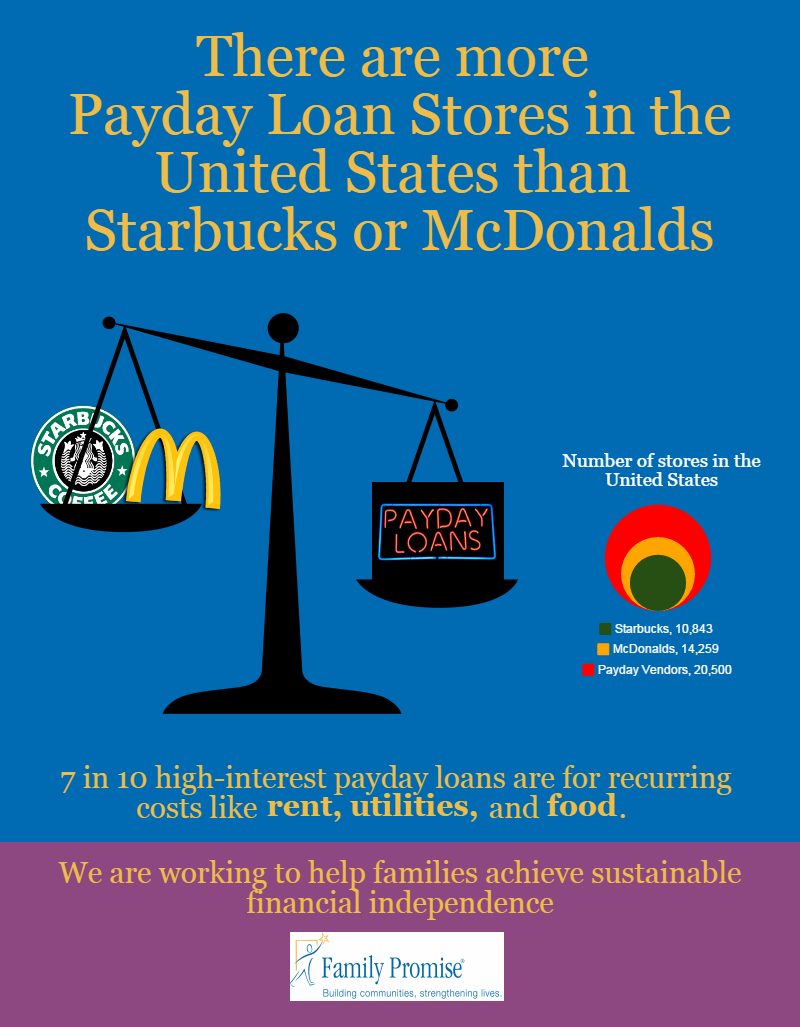 There are more
Payday Loan Stores in the
United States than
Starbucks or McDonalds
STARBUCKS
COFFEE
PAYDAY
LOANS
Number of stores in the
United States
Starbucks, 10,843
McDonalds, 14,259
Payday Vendors, 20,500
7 in 10 high-interest payday loans are for recurring
costs like rent, utilities, and food.
We are working to help families achieve sustainable
financial independence
Family Promise®
Building communities, strengthening lives.